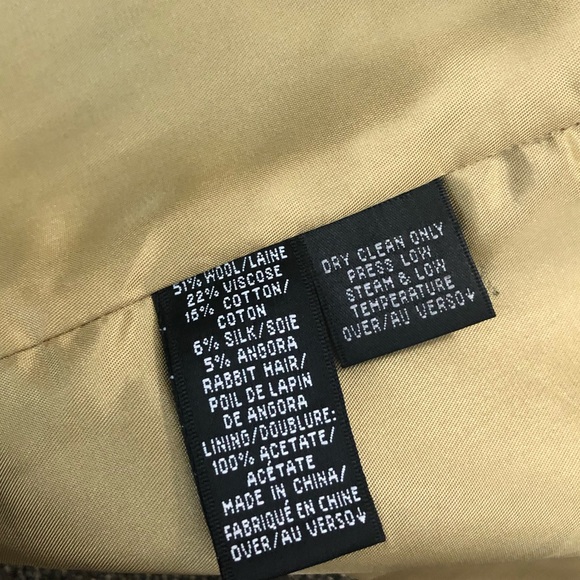 51% WOOL/LAINE
22% VISCOSE
16% COTTON/
COTON
6% SILK/SOIE
5% ANGORA
RABBIT HAIR/
POIL DE LAPIN
DE ANGORA
LINING/DOUBLURE:
100% ACETATE/
ACÉTATE
MADE IN CHINA/
FABRIQUÉ EN CHINE
OVER/AU VERSO↓
DRY CLEAN ONLY
PRESS LOW
STEAM & LOW
TEMPERATURE
OVER/AU VERSO↓